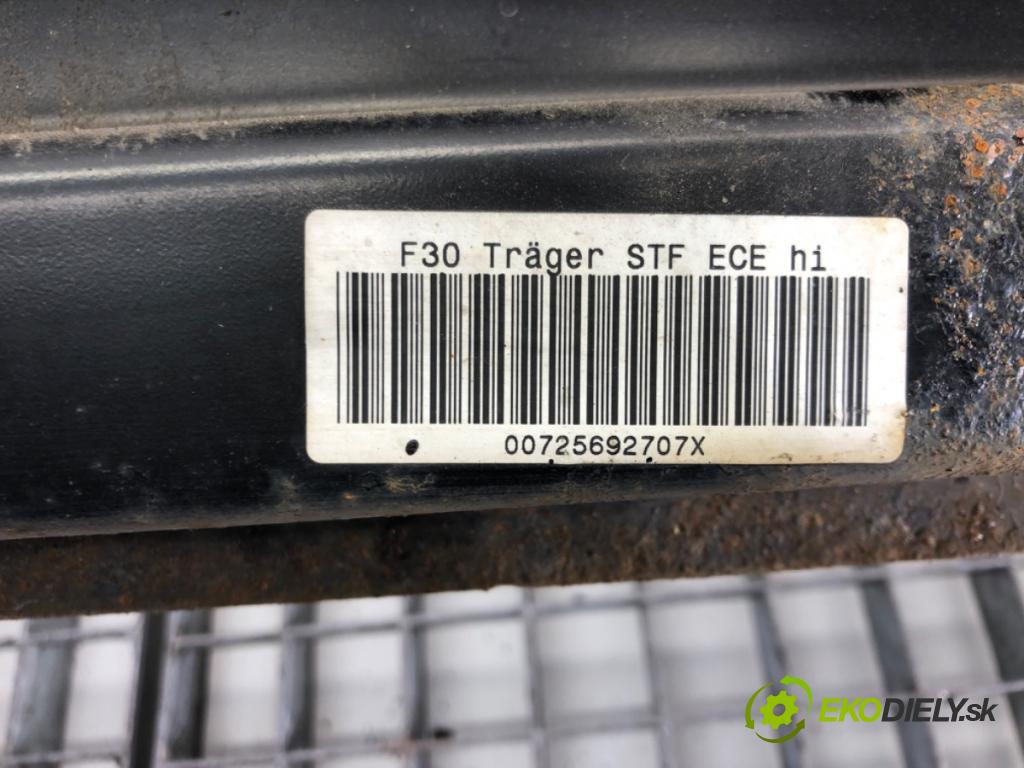 F30 Träger STF ECE hi
00725692707X
EKODIELY.sk